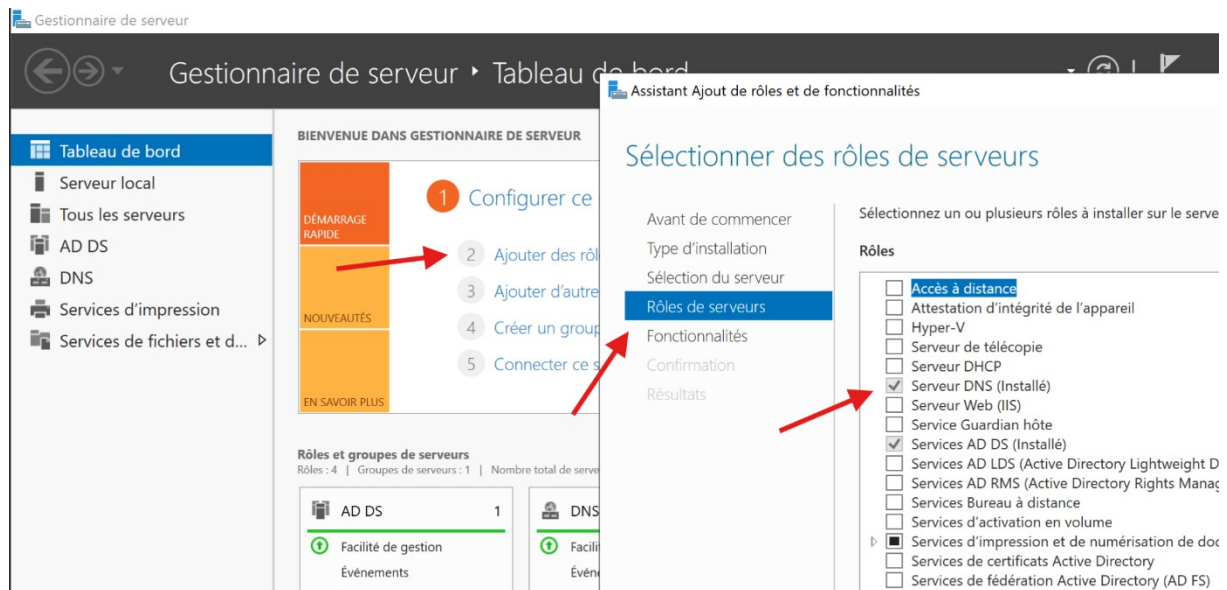 Gestionnaire de serveur
Gestionnaire de serveur ‣ Tableau de bord
Tableau de bord
Serveur local
Tous les serveurs
AD DS
DNS
Services d'impression
Services de fichiers et d...
BIENVENUE DANS GESTIONNAIRE DE SERVEUR
DÉMARRAGE
RAPIDE
NOUVEAUTÉS
EN SAVOIR PLUS
1 Configurer ce
2 Ajouter des rôl
3 Ajouter d'autre
4 Créer un group
5 Connecter ce s
Rôles et groupes de serveurs
Rôles : 4 | Groupes de serveurs : 1 | Nombre total de serve
AD DS 1
Facilité de gestion
Événements
DNS
Facili
Évén
Assistant Ajout de rôles et de fonctionnalités
Sélectionner des rôles de serveurs
Avant de commencer
Type d'installation
Sélection du serveur
Rôles de serveurs
Fonctionnalités
Confirmation
Résultats
Sélectionnez un ou plusieurs rôles à installer sur le serve
Rôles
Accès à distance
Attestation d'intégrité de l'appareil
Hyper-V
Serveur de télécopie
Serveur DHCP
Serveur DNS (Installé)
Serveur Web (IIS)
Service Guardian hôte
Services AD DS (Installé)
Services AD LDS (Active Directory Lightweight D
Services AD RMS (Active Directory Rights Manag
Services Bureau à distance
Services d'activation en volume
Services d'impression et de numérisation de doc
Services de certificats Active Directory
Services de fédération Active Directory (AD FS)